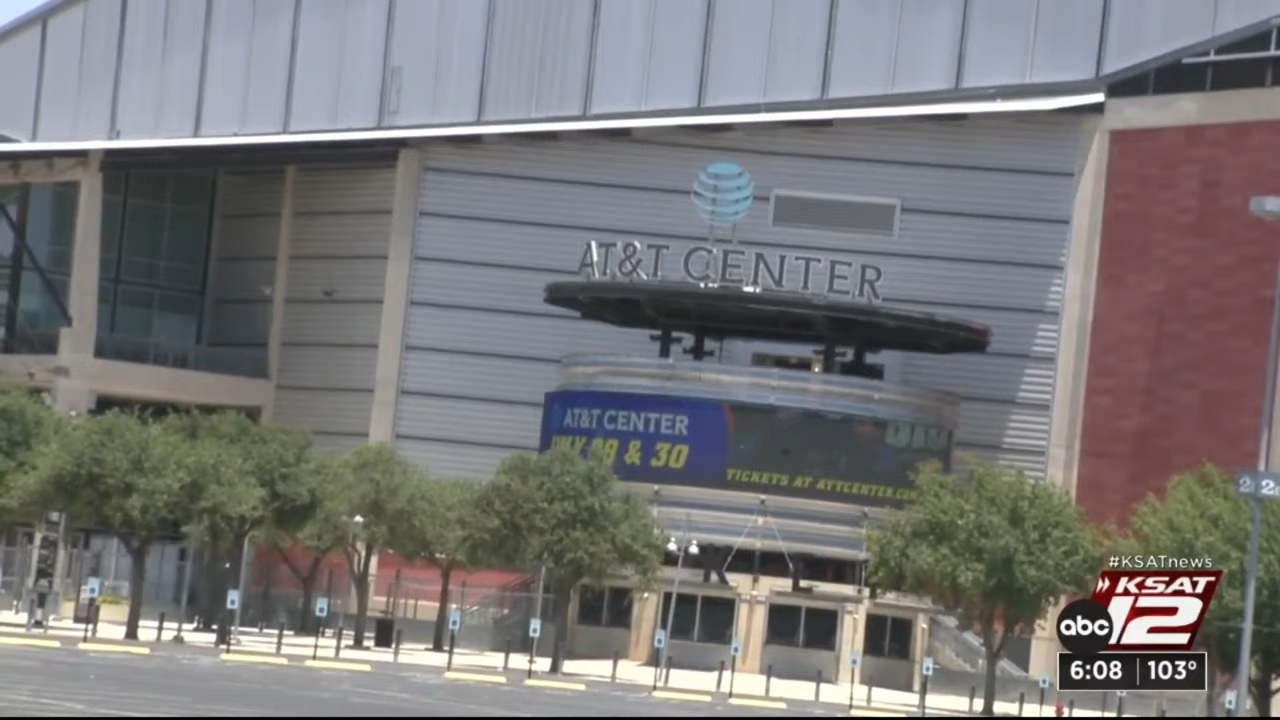 AT&T CENTER
AT&T CENTER
& 30
TICKETS AT ATTCENTER.COM
#KSATnews
KSAT
abc 12
6:08 103°